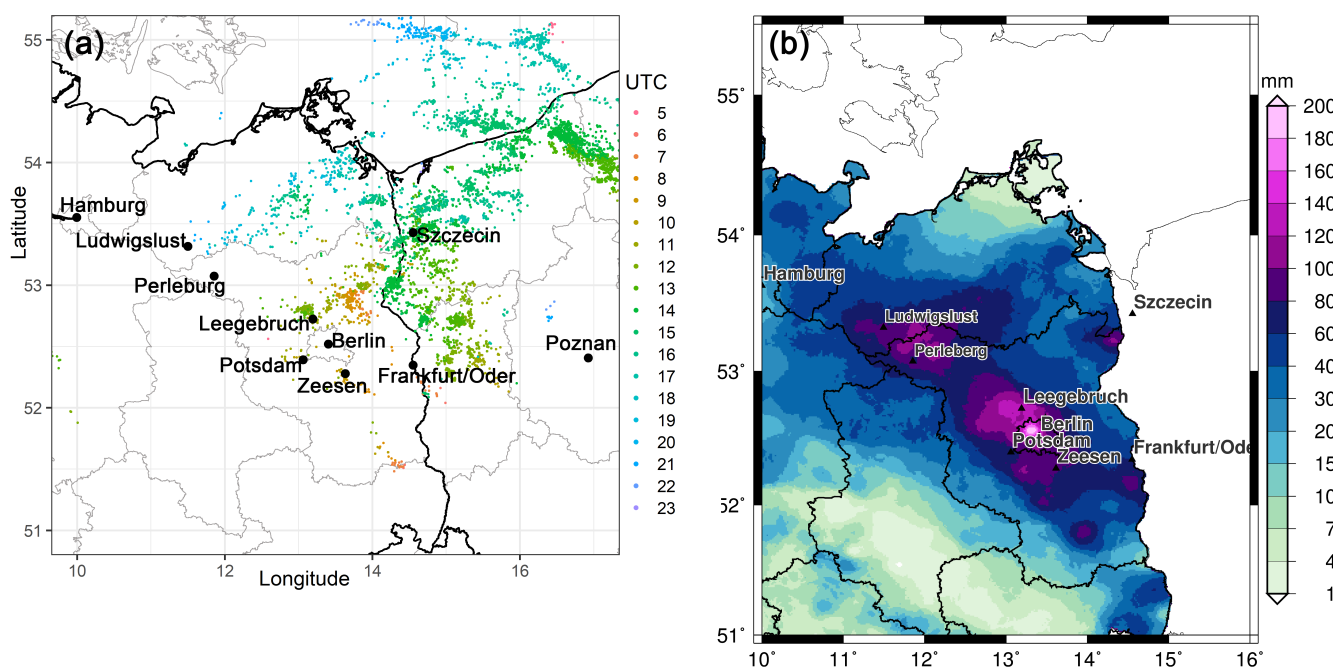 (a)
55
54
53
52
51
Latitude
10
12
14
16
Longitude
Hamburg
Ludwigslust
Perleburg
Szczecin
Leegebruch
Berlin
Potsdam
Zeesen
Frankfurt/Oder
Poznan
UTC
5
6
7
8
9
10
11
12
13
14
15
16
17
18
19
20
21
22
23
(b)
55°
54°
53°
52°
51°
10°
11°
12°
13°
14°
15°
16°
Hamburg
Szczecin
Ludwigslust
Perleberg
Leegebruch
Berlin
Potsdam
Zeesen
Frankfurt/Ode
mm
200
180
160
140
120
100
80
60
40
30
20
15
10
7
4
1